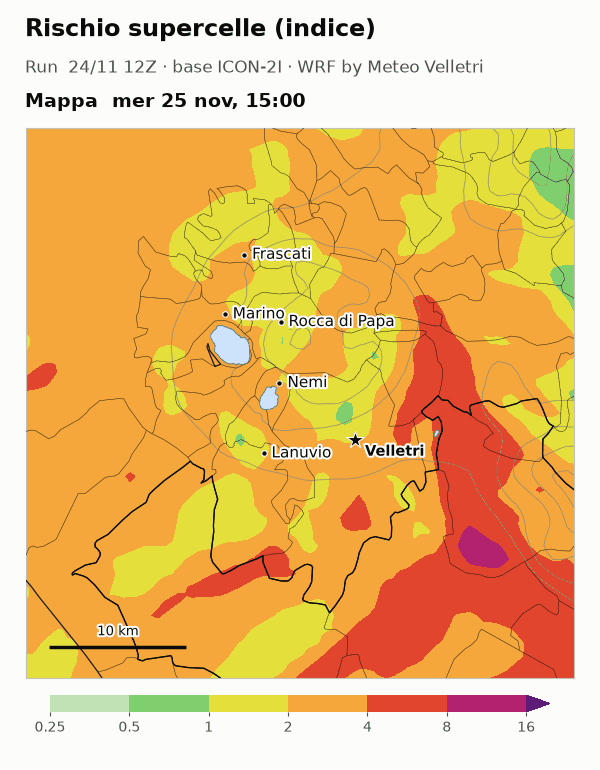 Rischio supercelle (indice)
Run  24/11 12Z · base ICON-2I · WRF by Meteo Velletri
Mappa  mer 25 nov, 15:00
Frascati
Marino
Rocca di Papa
Nemi
Velletri
Lanuvio
10 km
0.25 0.5 1 2 4 8 16